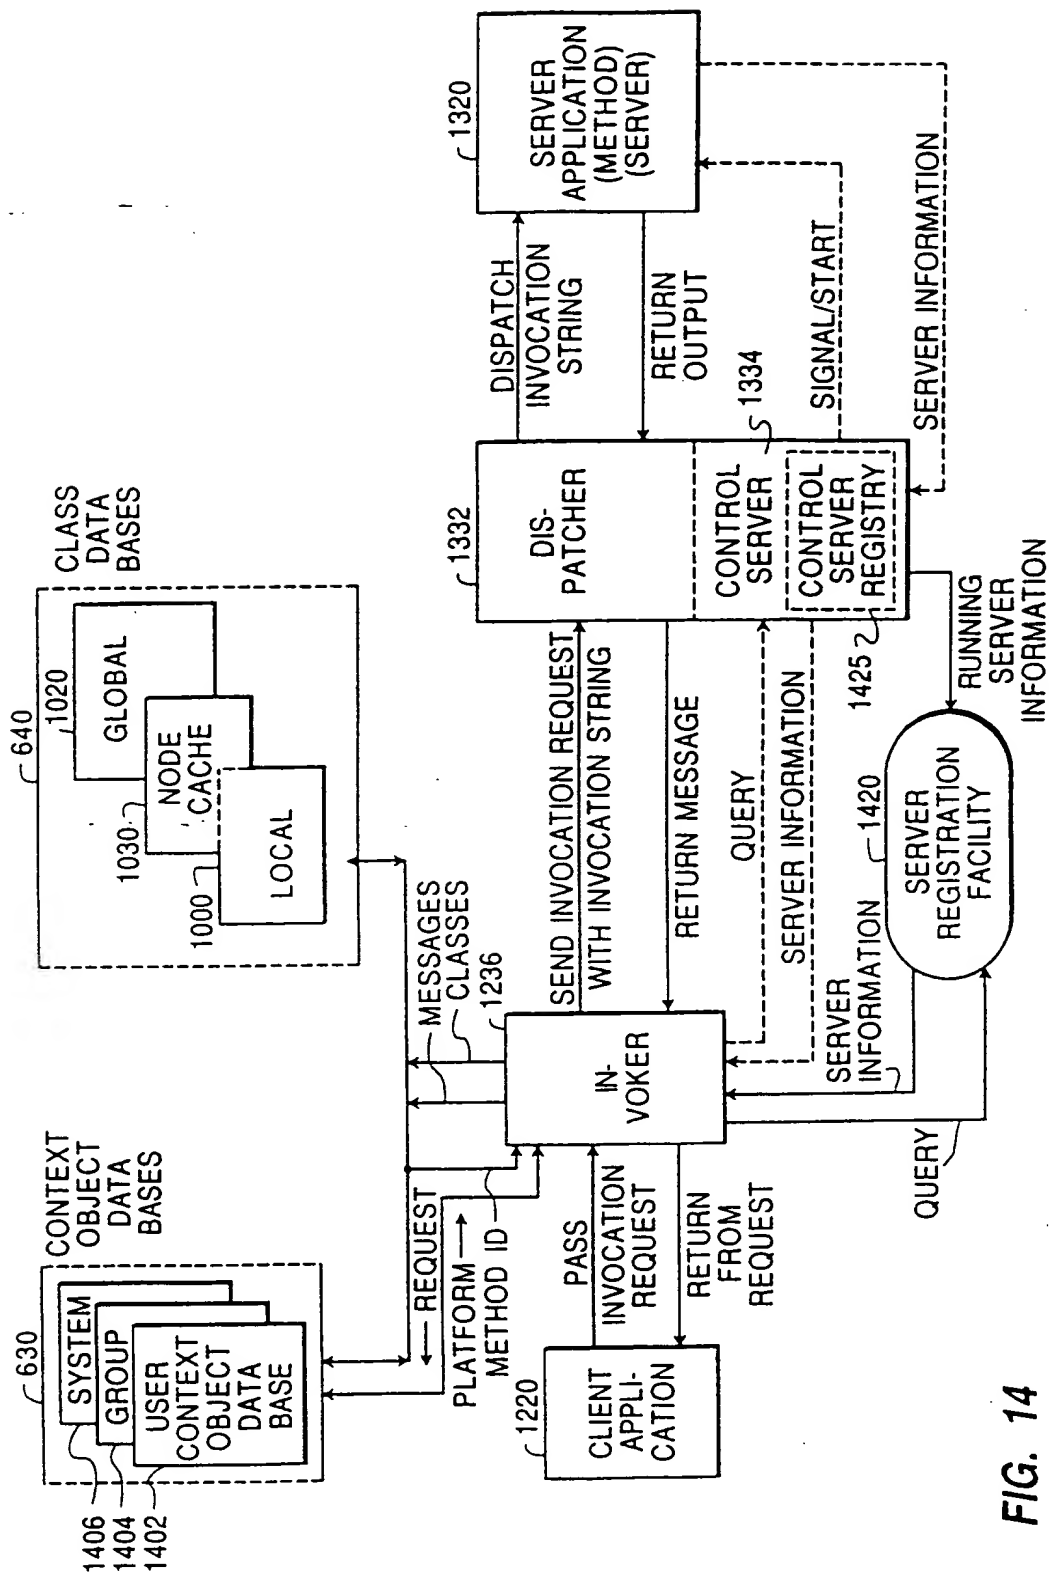 630
CONTEXT
OBJECT
DATA
BASES
1406
1404
1402
SYSTEM
GROUP
USER
CONTEXT
OBJECT
DATA
BASE
640
CLASS
DATA
BASES
1020
GLOBAL
1030
NODE
CACHE
1000
LOCAL
MESSAGES
CLASSES
REQUEST
PLATFORM
METHOD ID
1220
CLIENT
APPLI-
CATION
PASS
INVOCATION
REQUEST
RETURN
FROM
REQUEST
1236
IN-
VOKER
SEND INVOCATION REQUEST
WITH INVOCATION STRING
RETURN MESSAGE
QUERY
SERVER INFORMATION
1332
DIS-
PATCHER
CONTROL
SERVER
1334
CONTROL
SERVER
REGISTRY
1425
DISPATCH
INVOCATION
STRING
RETURN
OUTPUT
SIGNAL/START
SERVER INFORMATION
1320
SERVER
APPLICATION
(METHOD)
(SERVER)
SERVER
INFORMATION
QUERY
1420
SERVER
REGISTRATION
FACILITY
RUNNING
SERVER
INFORMATION
FIG. 14